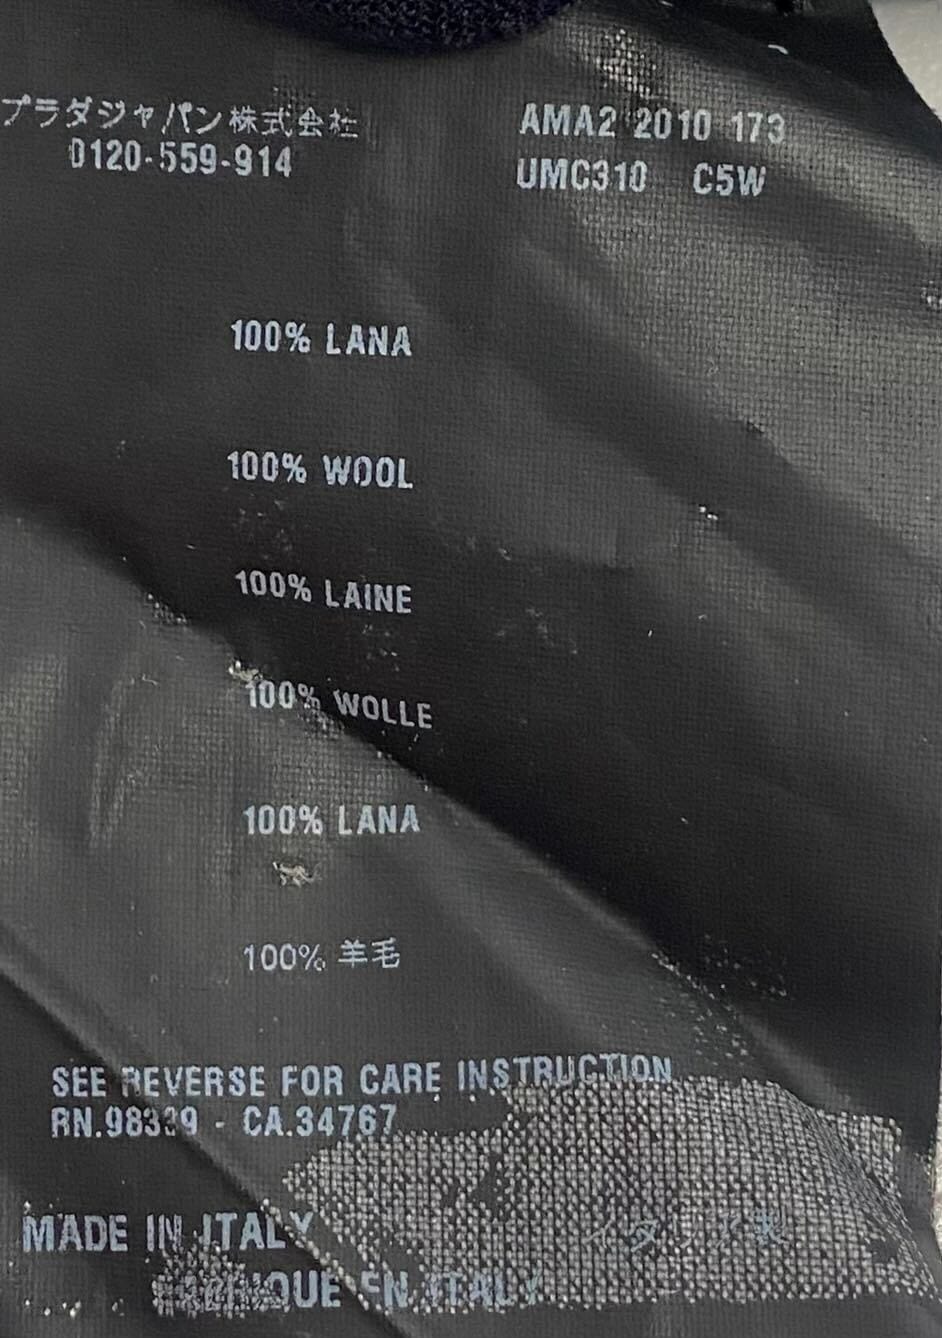 プラダジャパン株式会社
0120-559-914
AMA2 2010 173
UMC310 C5W
100% LANA
100% WOOL
100% LAINE
100% WOLLE
100% LANA
100% 羊毛
SEE REVERSE FOR CARE INSTRUCTION
CA.34767
MADE IN ITALY
EN ITALY